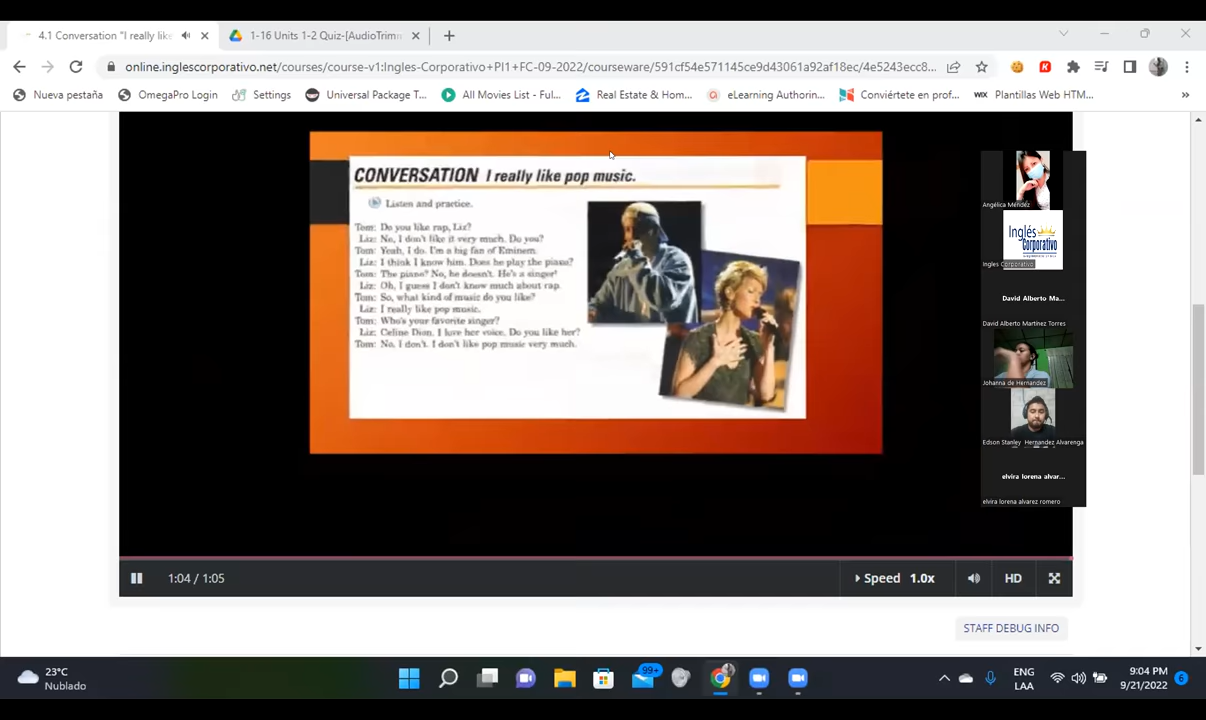 4.1 Conversation "I really lik
1-16 Units 1-2 Quiz-[AudioTrimn
online.inglescorporativo.net/courses/course-v1:Ingles-Corporativo+PI1+FC-09-2022/courseware/591cf54e571145ce9d43061a92af18ec/4e5243ecc8...
Nueva pestaña
OmegaPro Login
Settings
Universal Package T...
All Movies List - Ful...
Real Estate & Hom...
eLearning Authorin...
Conviértete en prof...
WIX Plantillas Web HTM...
CONVERSATION I really like pop music.
Listen and practice.
Tom: Do you like rap, Liz?
Liz: No, I don't like it very much. Do you?
Tom: Yeah, I do. I'm a big fan of Eminem.
Liz: I think I know him. Does he play the piano?
Tom: The piano? No, he doesn't. He's a singer!
Liz: Oh, I guess I don't know much about rap.
Tom: So, what kind of music do you like?
Liz: I really like pop music.
Tom: Who's your favorite singer?
Liz: Celine Dion. I love her voice. Do you like her?
Tom: No, I don't. I don't like pop music very much.
Angélica Méndez
Inglés
Corporativo
Ingles Corporativo
David Alberto Ma...
David Alberto Martínez Torres
Johanna de Hernandez
Edson Stanley Hernandez Alvarenga
elvira lorena alvar...
elvira lorena alvarez romero
1:04 / 1:05
Speed 1.0x
HD
STAFF DEBUG INFO
23°C
Nublado
99+
ENG
LAA
9:04 PM
9/21/2022
6